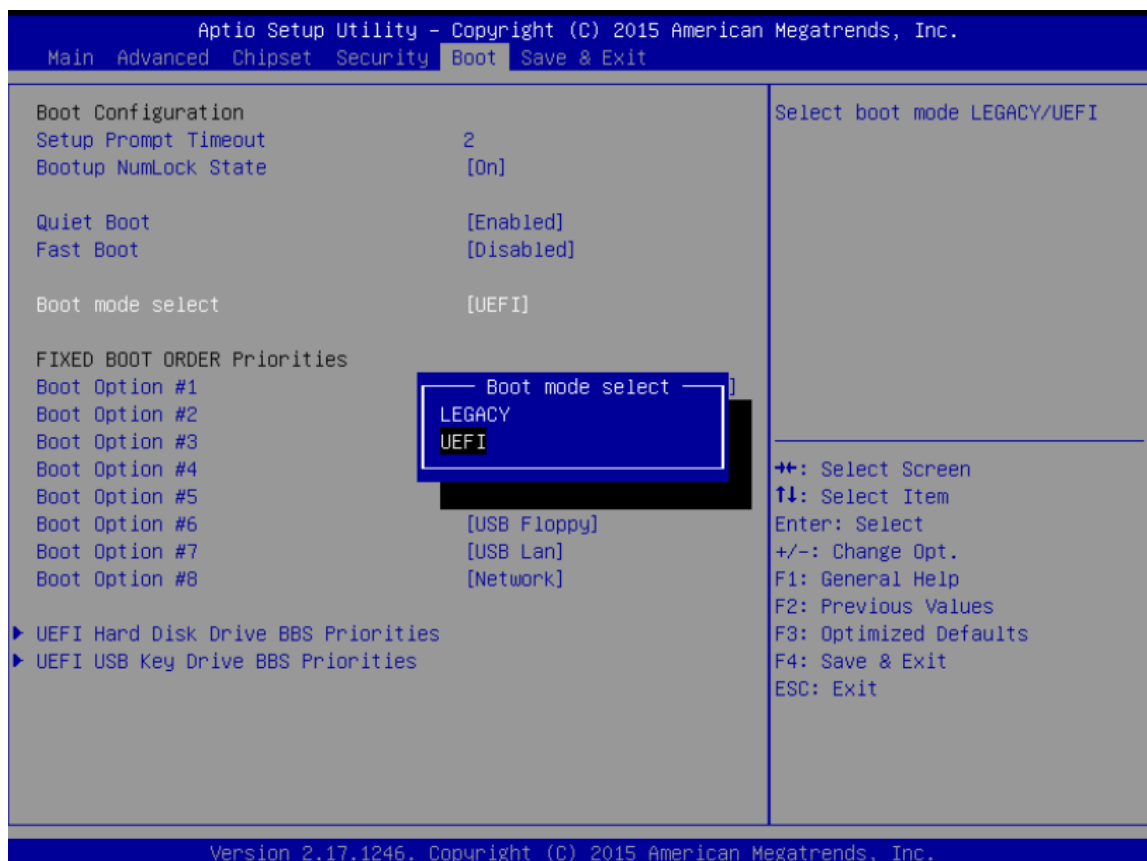 Aptio Setup Utility – Copyright (C) 2015 American Megatrends, Inc.
Main Advanced Chipset Security Boot Save & Exit
Boot Configuration
Setup Prompt Timeout 2
Bootup NumLock State [On]
Quiet Boot [Enabled]
Fast Boot [Disabled]
Boot mode select [UEFI]
FIXED BOOT ORDER Priorities
Boot Option #1 ]
Boot Option #2
Boot Option #3
Boot Option #4
Boot Option #5
Boot Option #6 [USB Floppy]
Boot Option #7 [USB Lan]
Boot Option #8 [Network]
UEFI Hard Disk Drive BBS Priorities
UEFI USB Key Drive BBS Priorities
Boot mode select
LEGACY
UEFI
Select boot mode LEGACY/UEFI
→←: Select Screen
↑↓: Select Item
Enter: Select
+/-: Change Opt.
F1: General Help
F2: Previous Values
F3: Optimized Defaults
F4: Save & Exit
ESC: Exit
Version 2.17.1246. Copyright (C) 2015 American Megatrends, Inc.